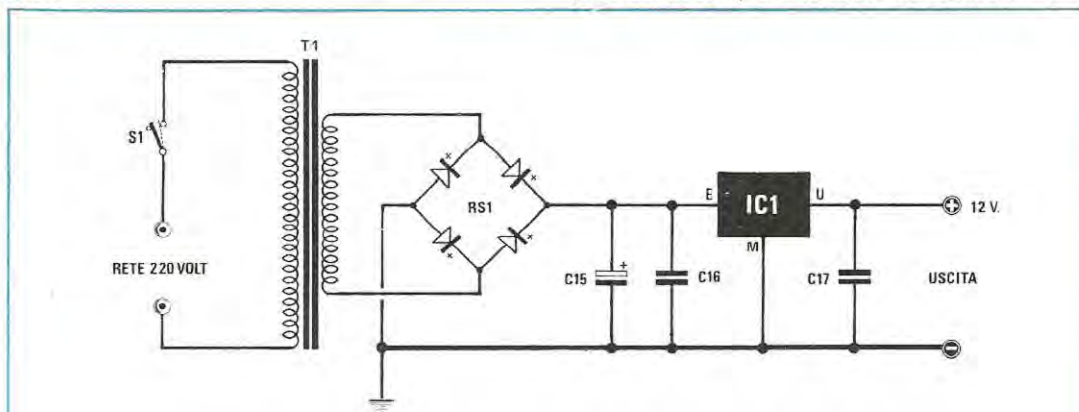 T1
S1
RS1
E
IC1
U
M
12 V.
RETE 220 VOLT
C15
+
C16
C17
USCITA